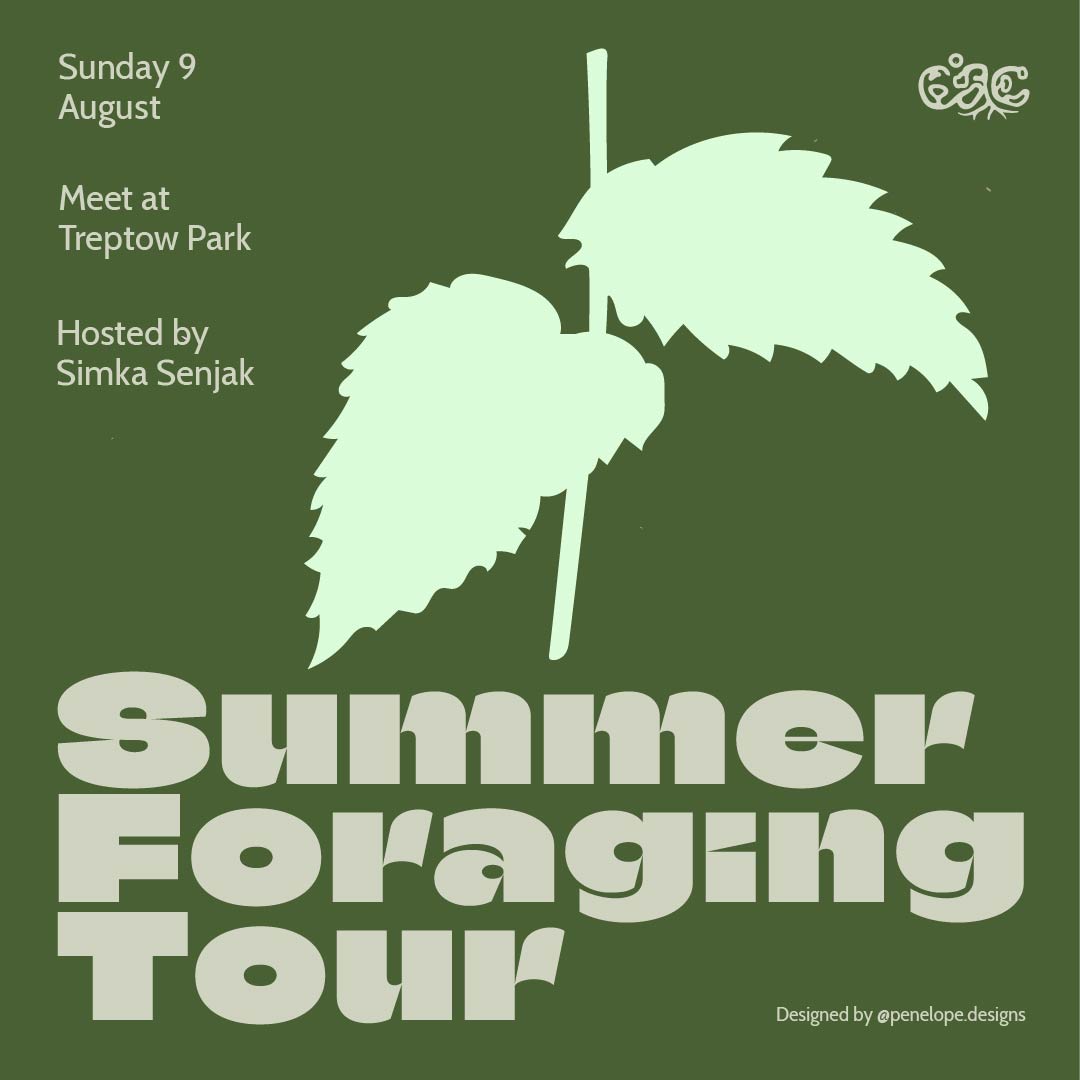 Sunday 9
August
Meet at
Treptow Park
Hosted by
Simka Senjak
Summer
Foraging
Tour
Designed by @penelope.designs